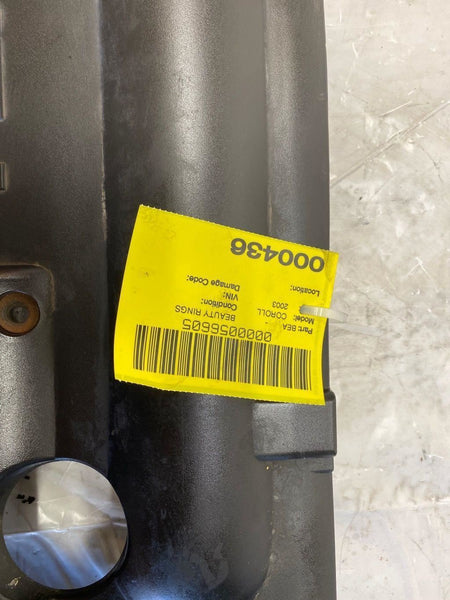 000436
Location:
Damage Code:
VIN:
Condition:
BEAUTY RINGS
2003
Model: COROLL
Part: BEA
0000056605